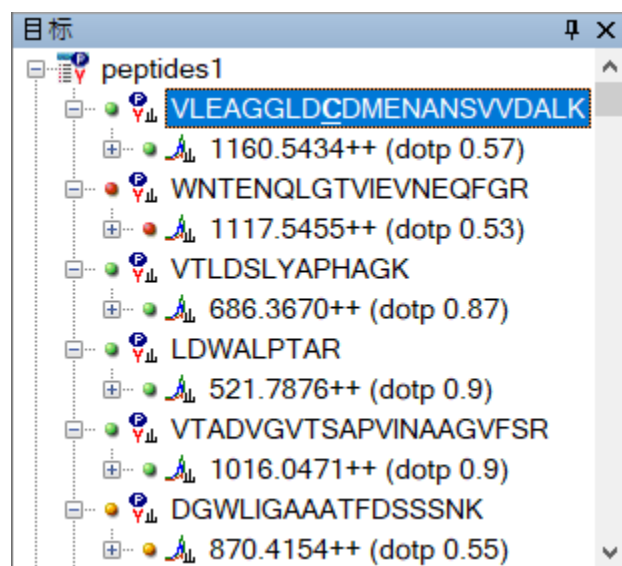 目标
peptides1
VLEAGGLDCDMENANSVVDALK
1160.5434++ (dotp 0.57)
WNTENQLGTVIEVNEQFGR
1117.5455++ (dotp 0.53)
VTLDSLYAPHAGK
686.3670++ (dotp 0.87)
LDWALPTAR
521.7876++ (dotp 0.9)
VTADVGVTSAPVINAAGVFSR
1016.0471++ (dotp 0.9)
DGWLIGAAATFDSSSNK
870.4154++ (dotp 0.55)